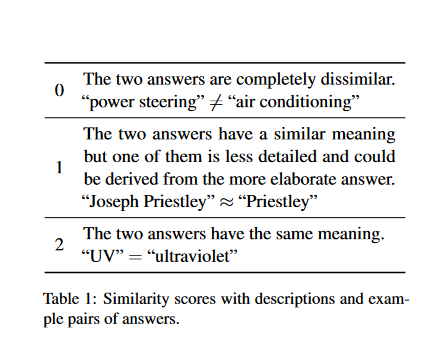 0
The two answers are completely dissimilar.
“power steering” ≠ “air conditioning”
1
The two answers have a similar meaning
but one of them is less detailed and could
be derived from the more elaborate answer.
“Joseph Priestley” ≈ “Priestley”
2
The two answers have the same meaning.
“UV” = “ultraviolet”
Table 1: Similarity scores with descriptions and exam-
ple pairs of answers.